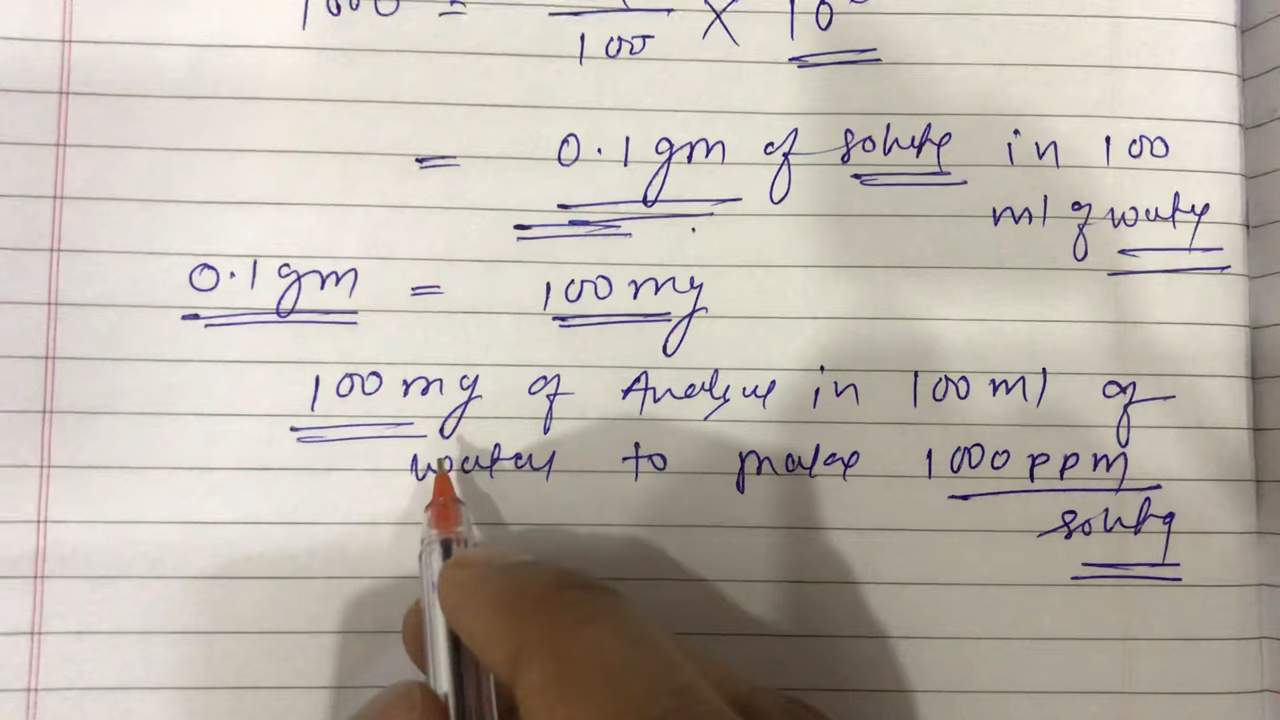 1000 = 100 × 10
= 0.1 gm of solute in 100
ml of water
0.1 gm = 100 mg
100 mg of Analyte in 100 ml of
water to make 1000 ppm